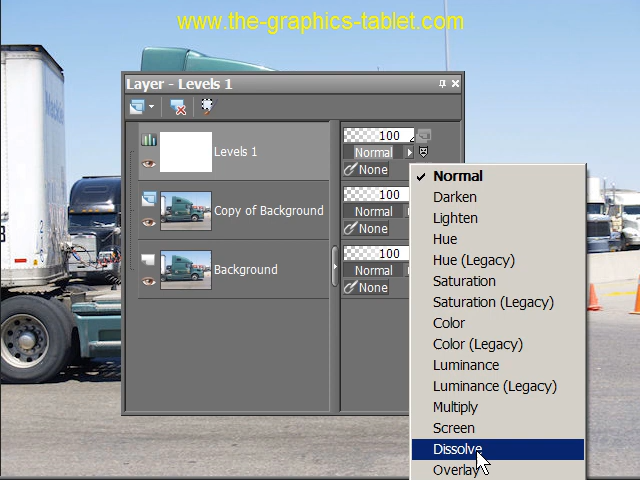 www.the-graphics-tablet.com
Layer - Levels 1
Levels 1
100
Normal
None
Copy of Background
100
Normal
None
Background
100
Normal
None
Normal
Darken
Lighten
Hue
Hue (Legacy)
Saturation
Saturation (Legacy)
Color
Color (Legacy)
Luminance
Luminance (Legacy)
Multiply
Screen
Dissolve
Overlay